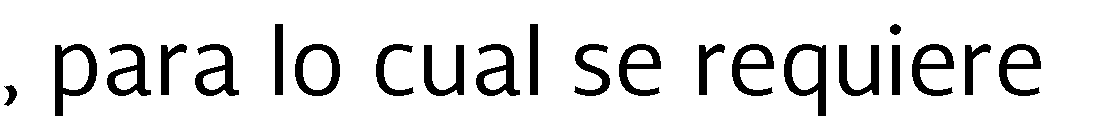 , para lo cual se requiere